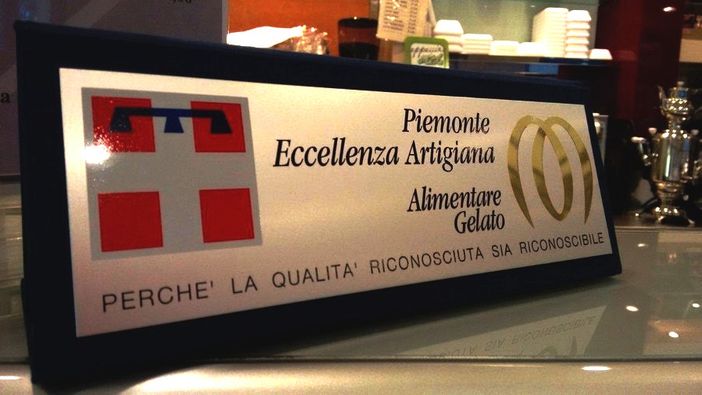 Piemonte
Eccellenza Artigiana
Alimentare
Gelato
PERCHE' LA QUALITA' RICONOSCIUTA SIA RICONOSCIBILE